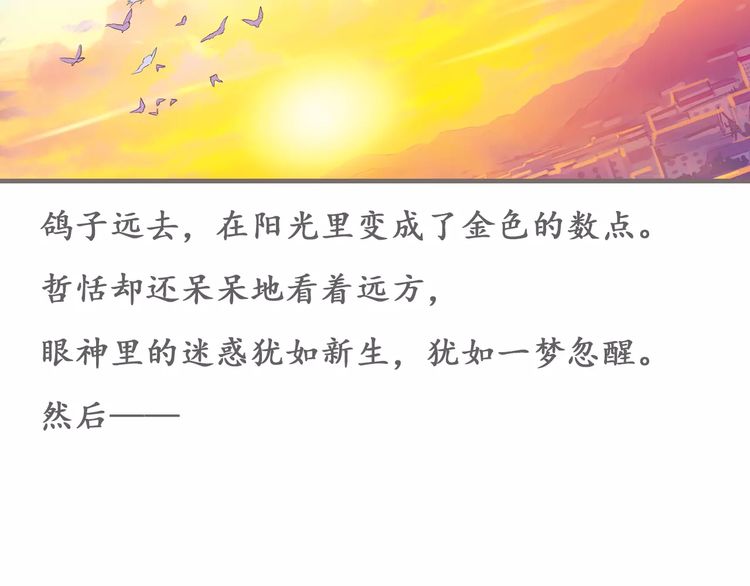 鸽子远去，在阳光里变成了金色的数点。
哲恬却还呆呆地看着远方，
眼神里的迷惑犹如新生，犹如一梦忽醒。
然后——